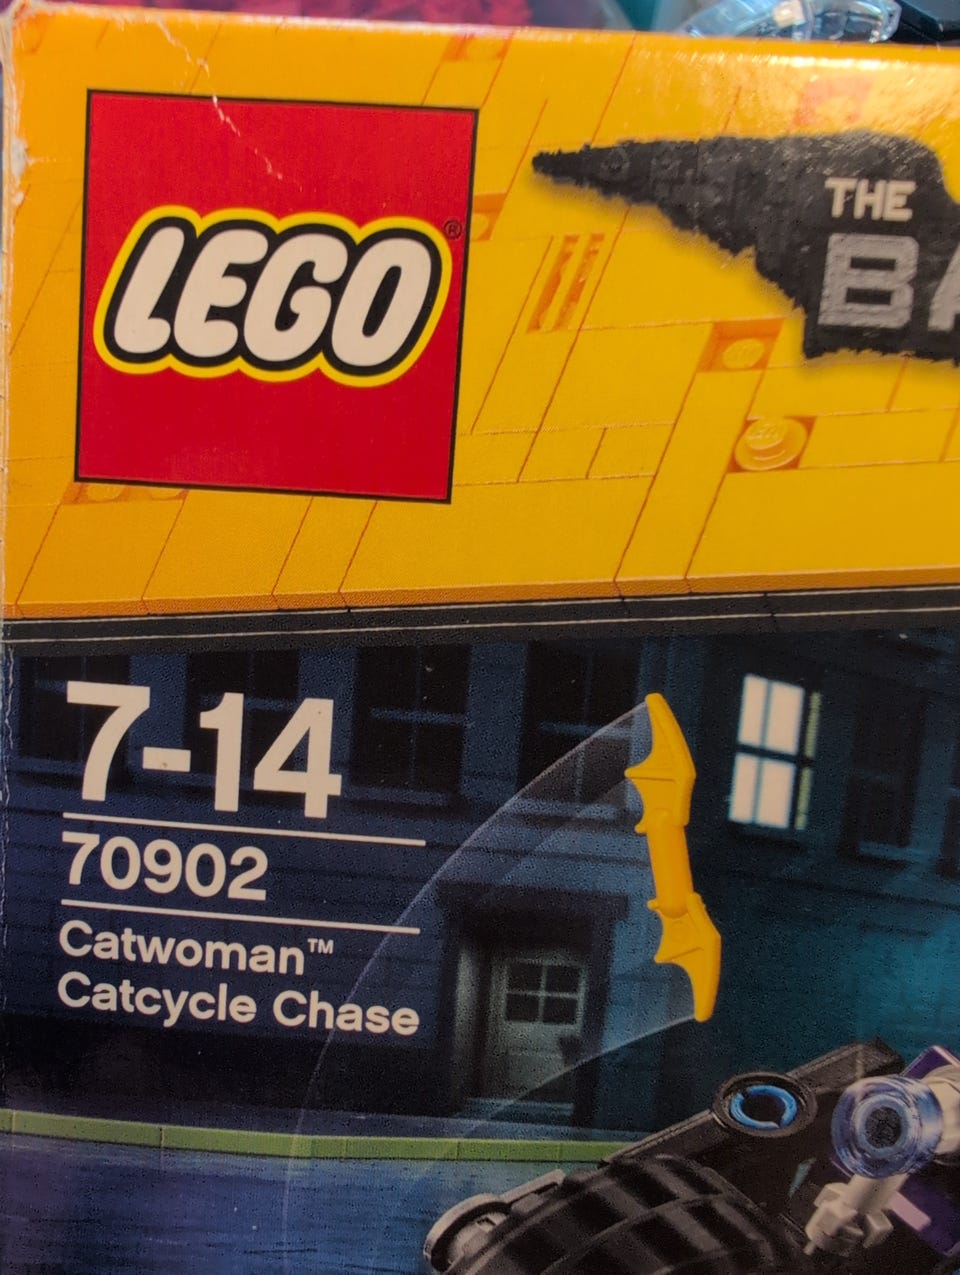 LEGO®
THE
BA
7-14
70902
Catwoman™
Catcycle Chase